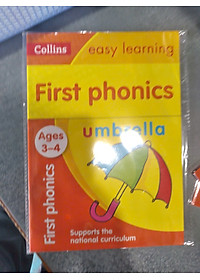 Collins
easy learning
First phonics
Ages
3–4
umbrella
First phonics
Supports the
national curriculum